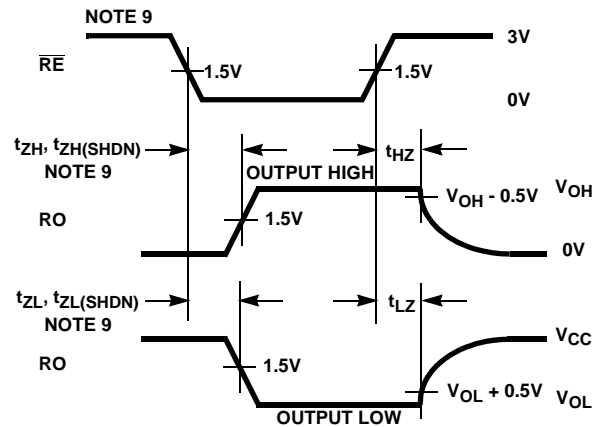 NOTE 9
3V
RE
1.5V
1.5V
0V
tZH, tZH(SHDN)
NOTE 9
OUTPUT HIGH
tHZ
VOH - 0.5V
VOH
RO
1.5V
0V
tZL, tZL(SHDN)
NOTE 9
tLZ
VCC
RO
1.5V
VOL + 0.5V
VOL
OUTPUT LOW